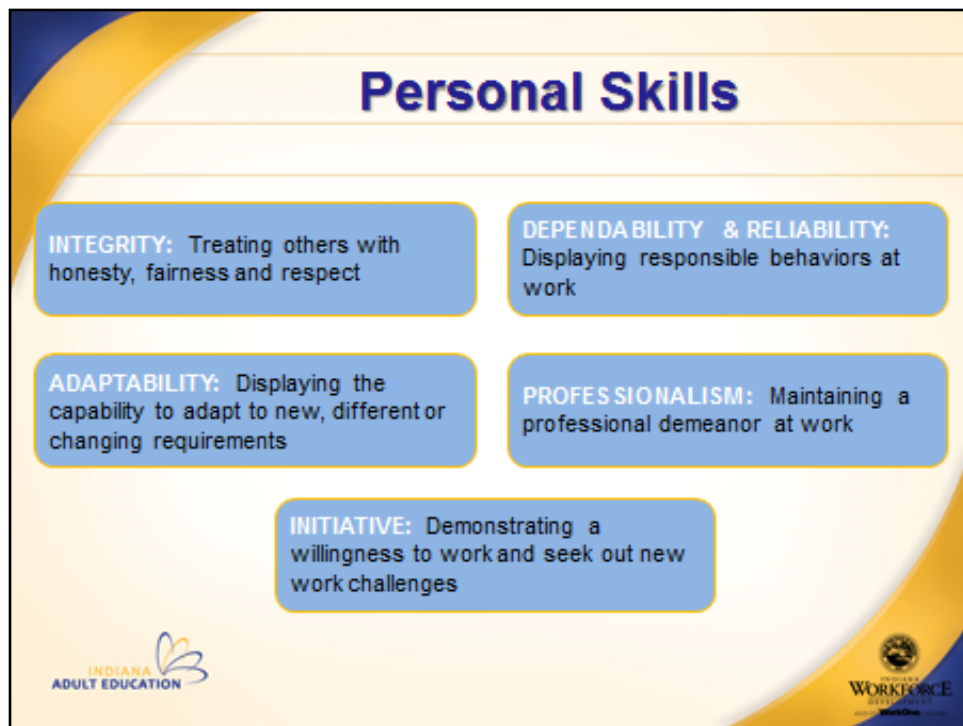 Personal Skills
INTEGRITY: Treating others with
honesty, fairness and respect
DEPENDABILITY & RELIABILITY:
Displaying responsible behaviors at
work
ADAPTABILITY: Displaying the
capability to adapt to new, different or
changing requirements
PROFESSIONALISM: Maintaining a
professional demeanor at work
INITIATIVE: Demonstrating a
willingness to work and seek out new
work challenges
INDIANA
ADULT EDUCATION
INDIANA
WORKFORCE
DEVELOPMENT
WorkOne